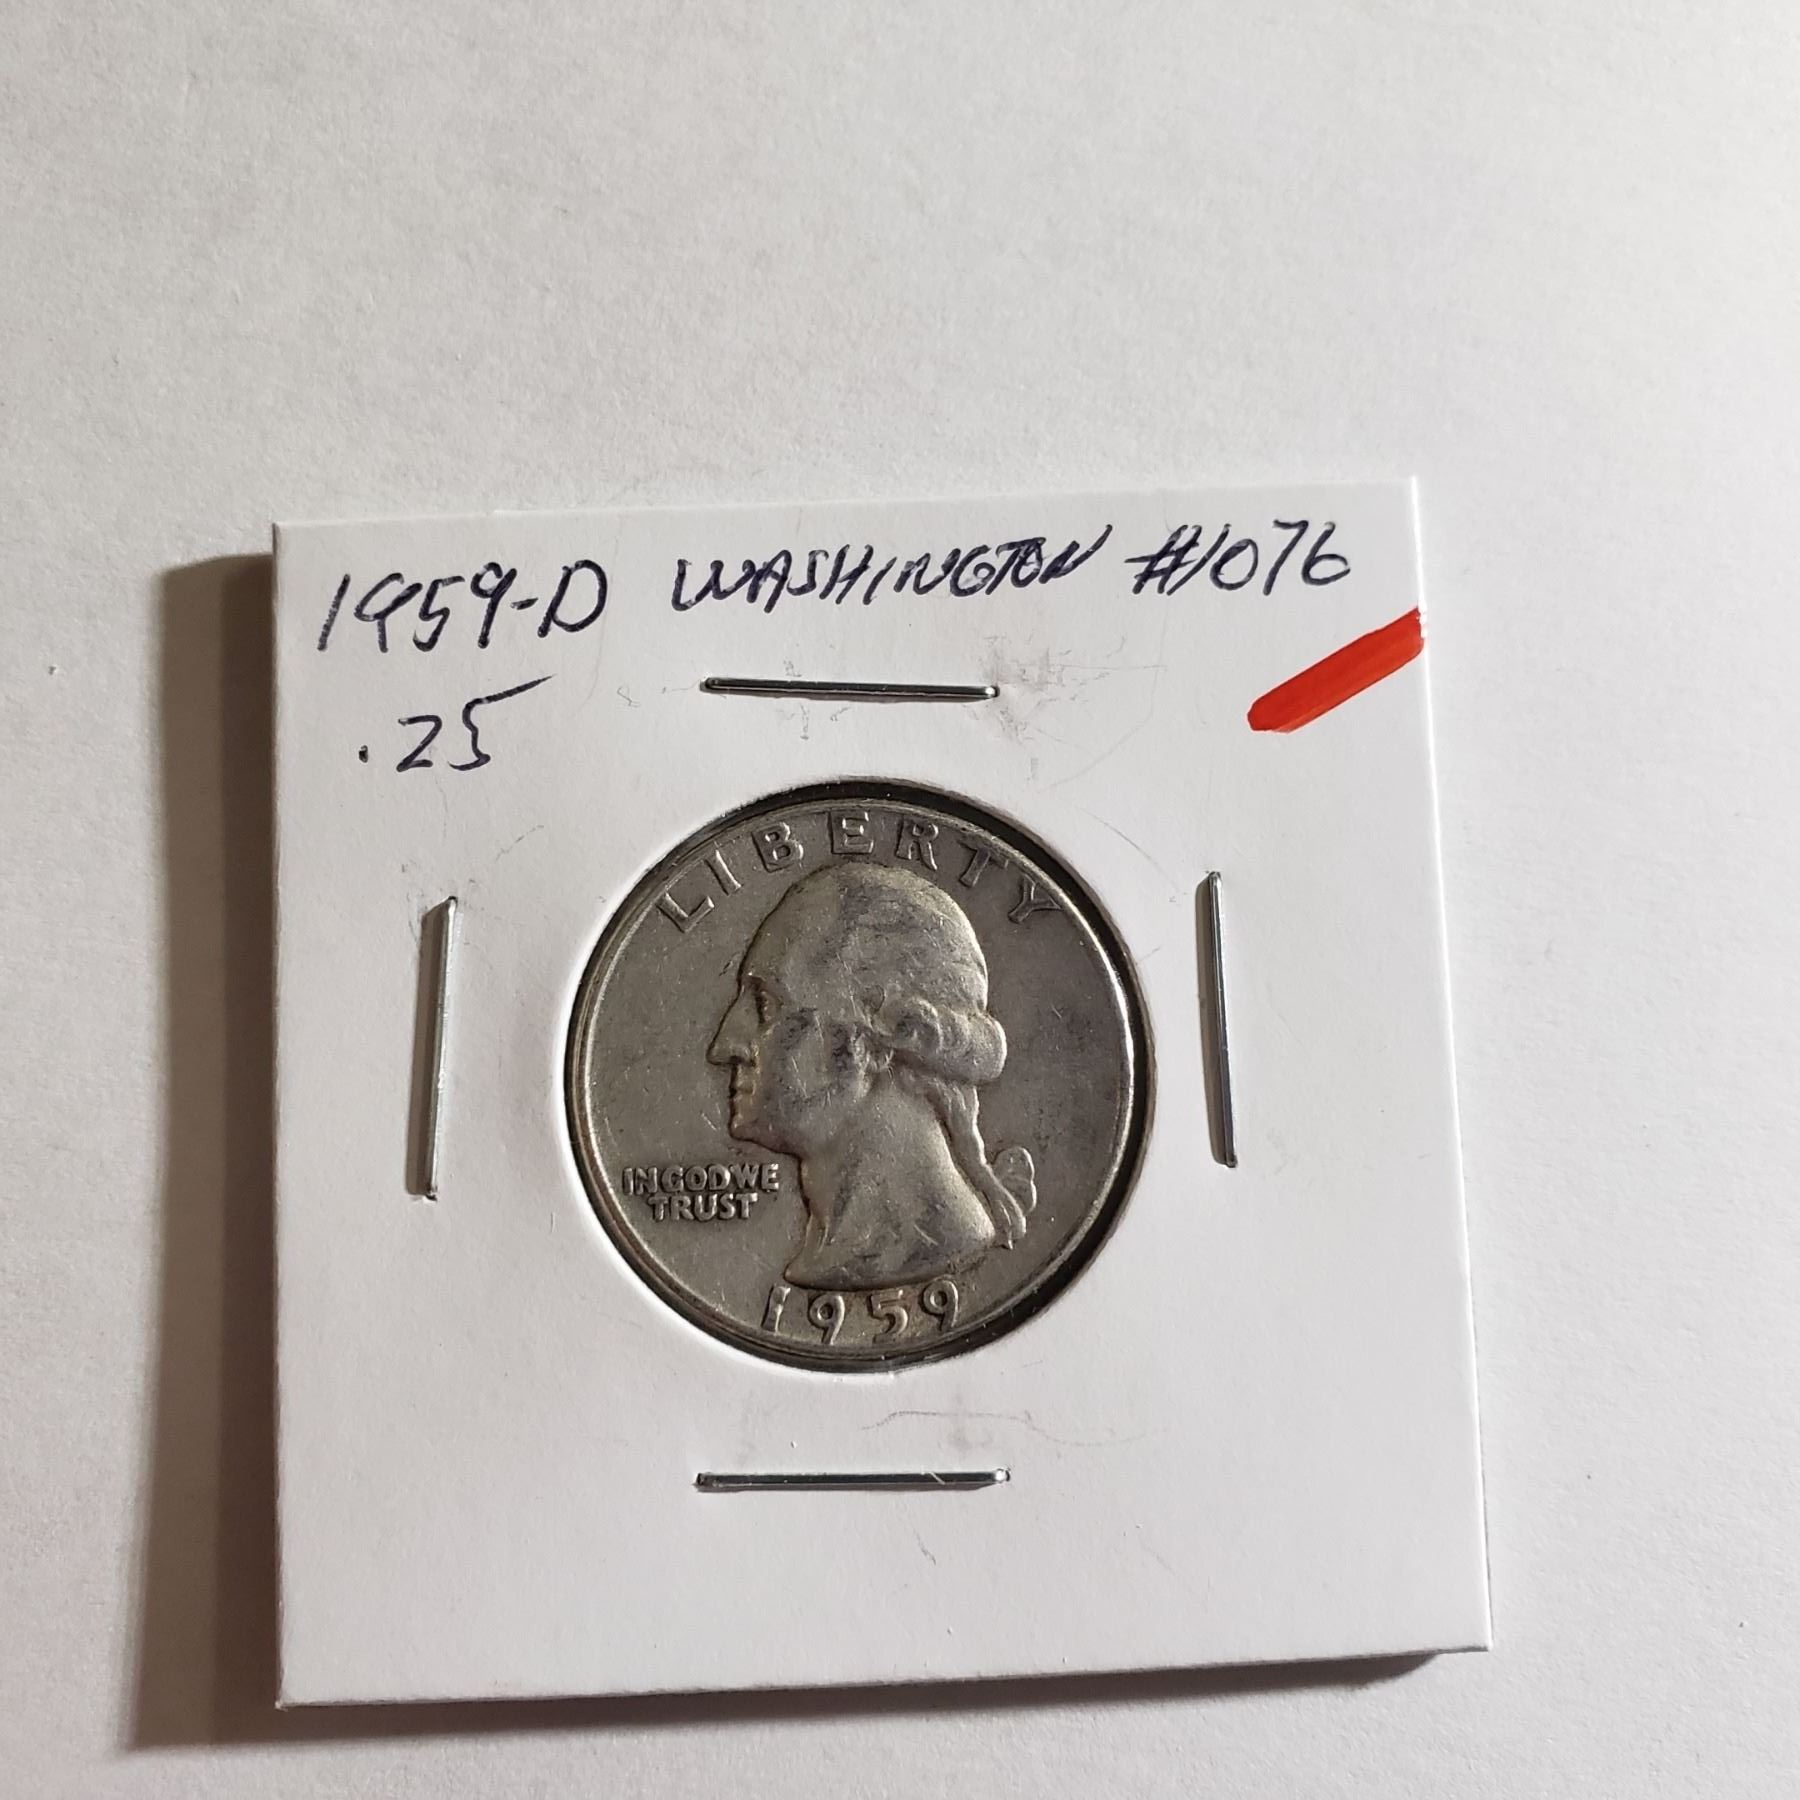 1959-D WASHINGTON #1076
.25
LIBERTY
IN GOD WE
TRUST
1959